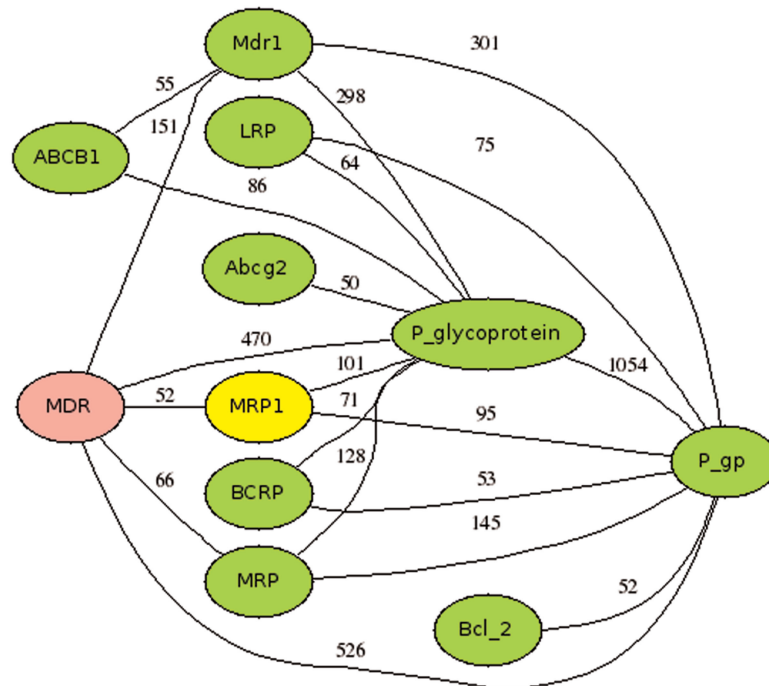 Mdr1
301
55
298
151
LRP
75
ABCB1
64
86
Abcg2
50
P_glycoprotein
470
101
1054
MDR
52
MRP1
71
95
P_gp
128
66
BCRP
53
145
MRP
52
Bcl_2
526